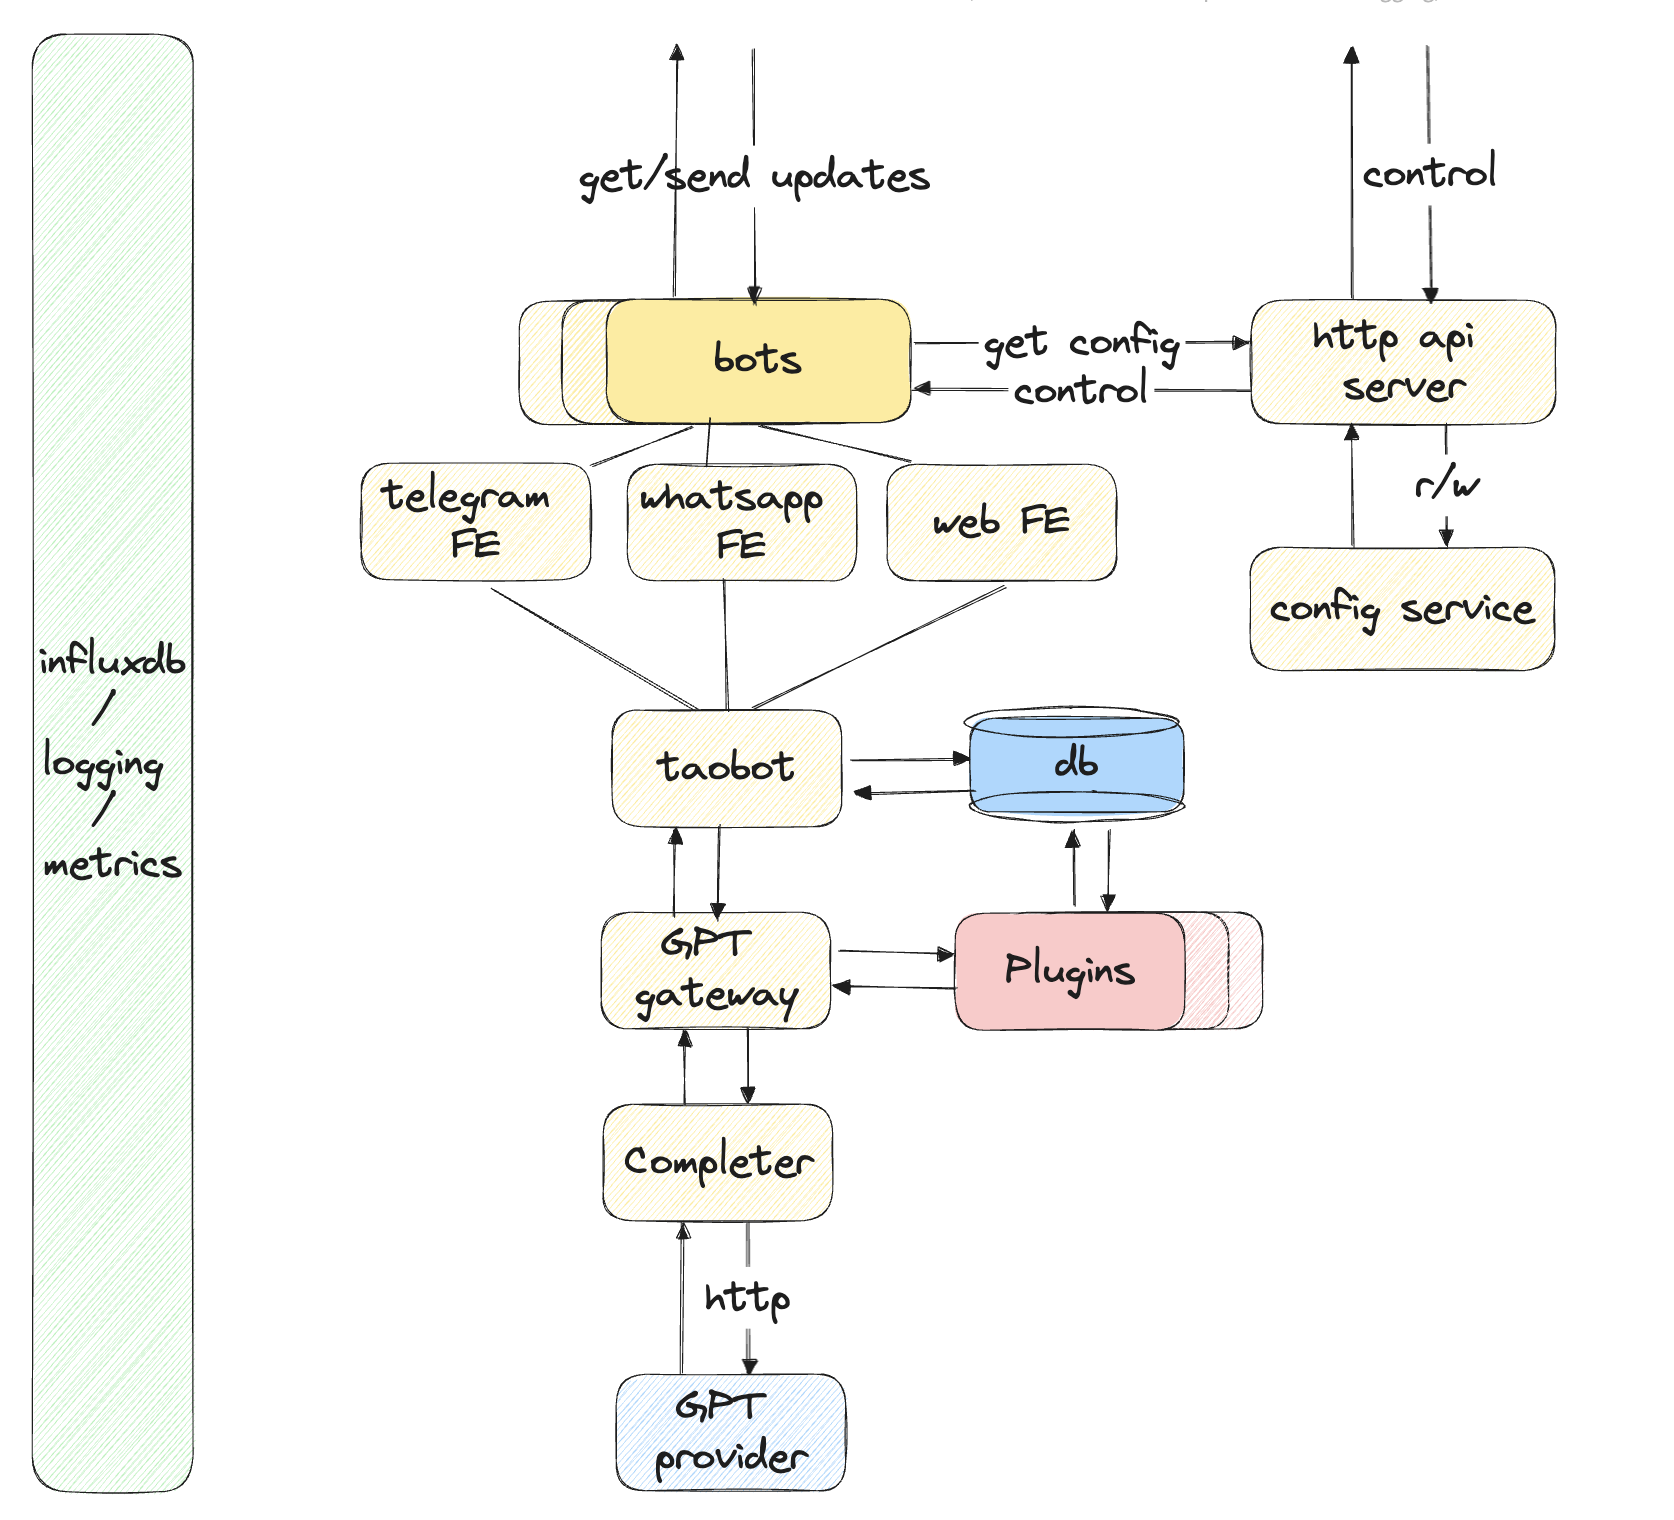 get/send updates
control
bots
get config
control
http api
server
telegram
FE
whatsapp
FE
web FE
r/w
config service
influxdb
/
logging
/
metrics
taobot
db
GPT
gateway
Plugins
Completer
http
GPT
provider